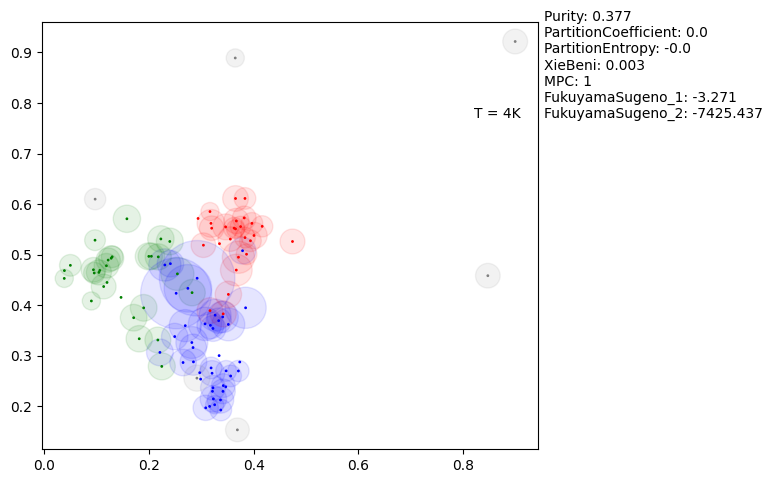 Purity: 0.377
PartitionCoefficient: 0.0
PartitionEntropy: -0.0
XieBeni: 0.003
MPC: 1
FukuyamaSugeno_1: -3.271
FukuyamaSugeno_2: -7425.437
T = 4K
0.9
0.8
0.7
0.6
0.5
0.4
0.3
0.2
0.0
0.2
0.4
0.6
0.8